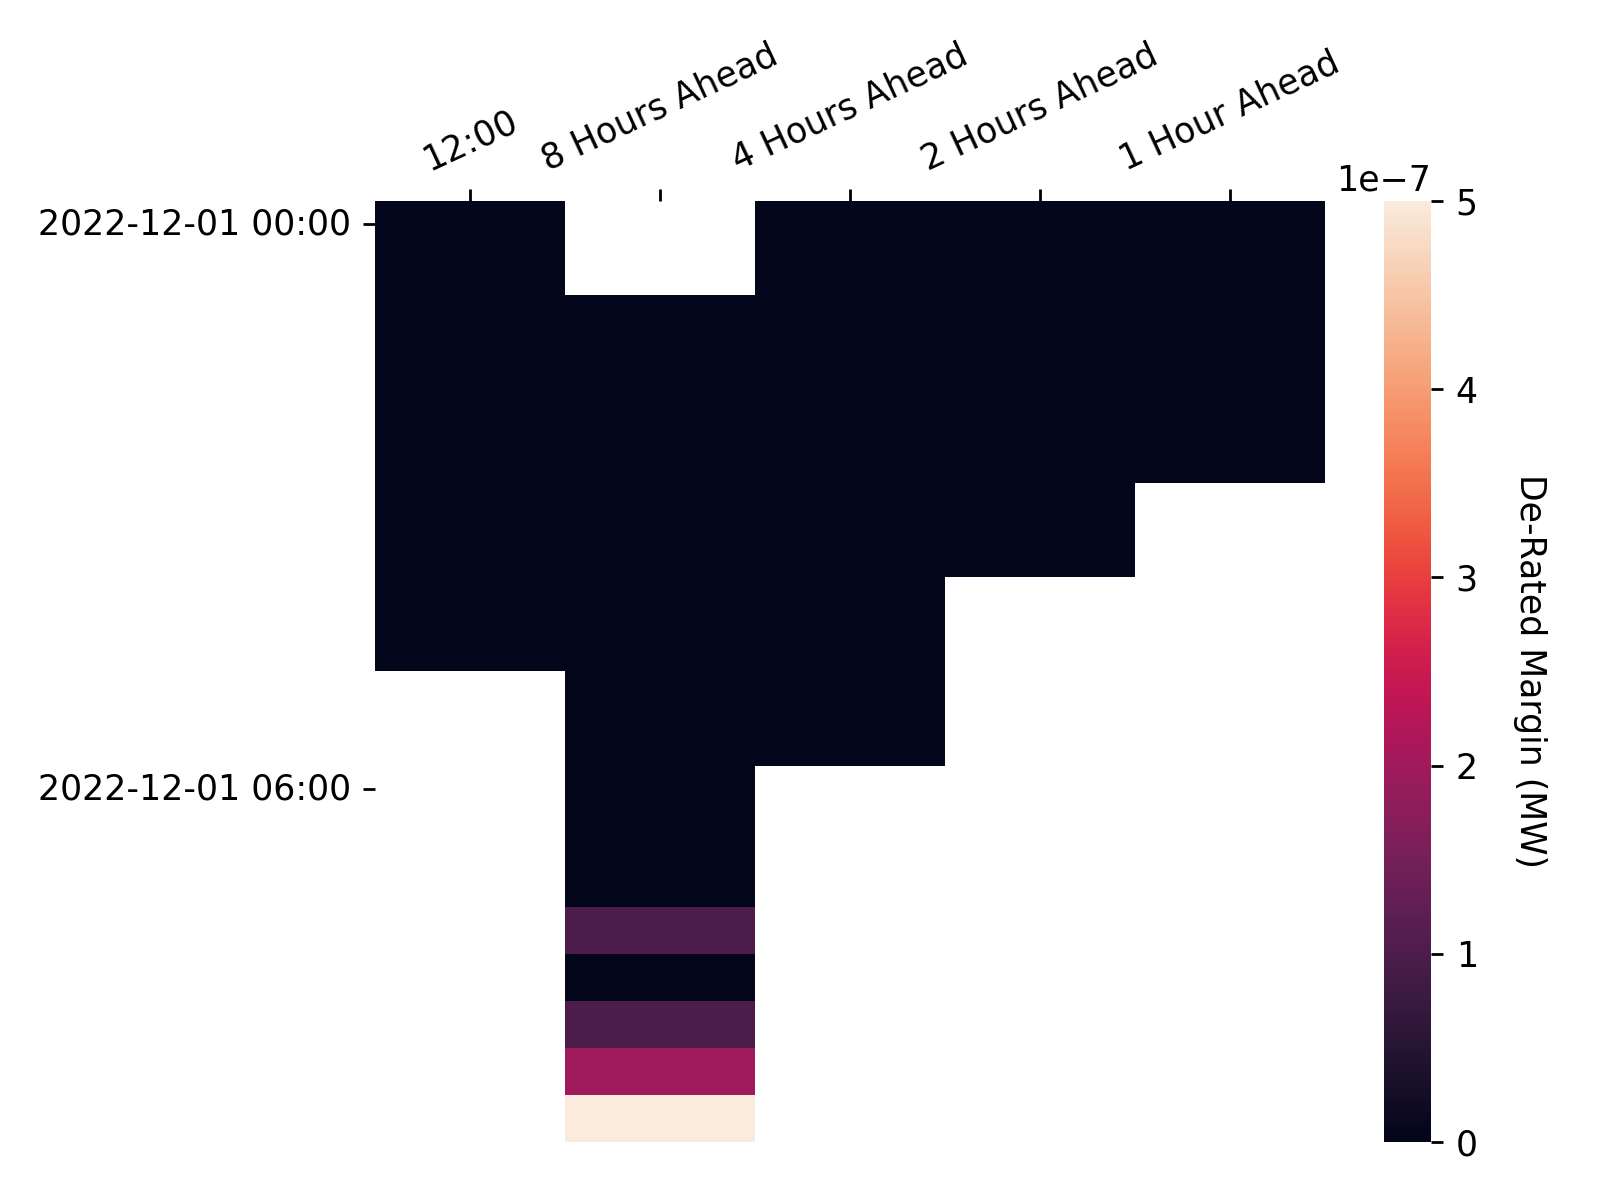 12:00
8 Hours Ahead
4 Hours Ahead
2 Hours Ahead
1 Hour Ahead
1e−7
2022-12-01 00:00
2022-12-01 06:00
5
4
3
2
1
0
De-Rated Margin (MW)